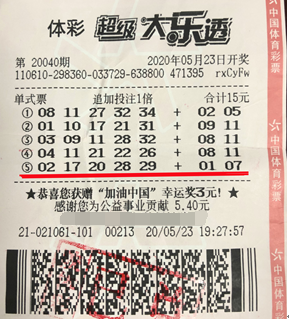 体彩 超级大乐透
第 20040期 2020年05月23日开奖
110610-298360-033729-638800 471395 rxCyFw
单式票 追加投注1倍 合计15元
① 08 11 27 32 34 + 02 05
② 01 10 17 21 31 + 09 11
③ 03 09 11 28 32 + 08 11
④ 04 11 21 22 26 + 08 11
⑤ 02 17 20 28 29 + 01 07
★恭喜您获赠“加油中国”幸运奖3元!★
感谢您为公益事业贡献 5.40元
21-021061-101 00213 20/05/23 19:27:57
中国体育彩票
中国体育彩票